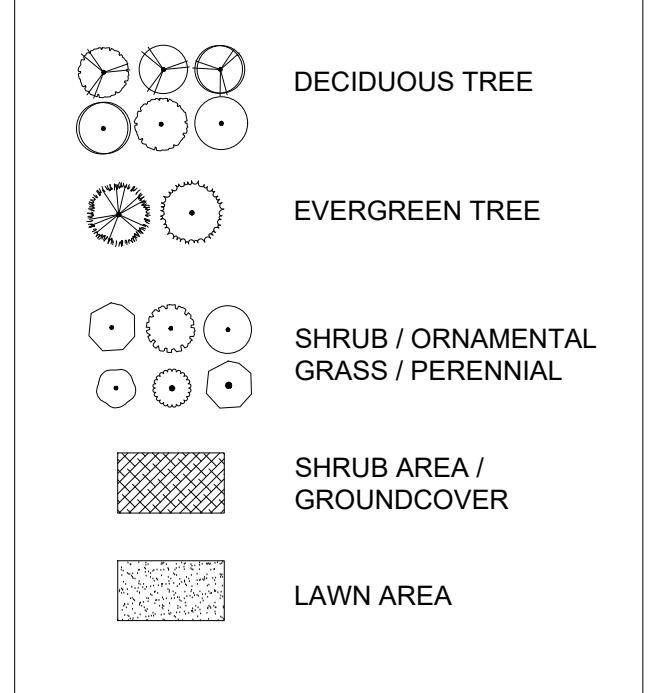 DECIDUOUS TREE
EVERGREEN TREE
SHRUB / ORNAMENTAL
GRASS / PERENNIAL
SHRUB AREA /
GROUNDCOVER
LAWN AREA